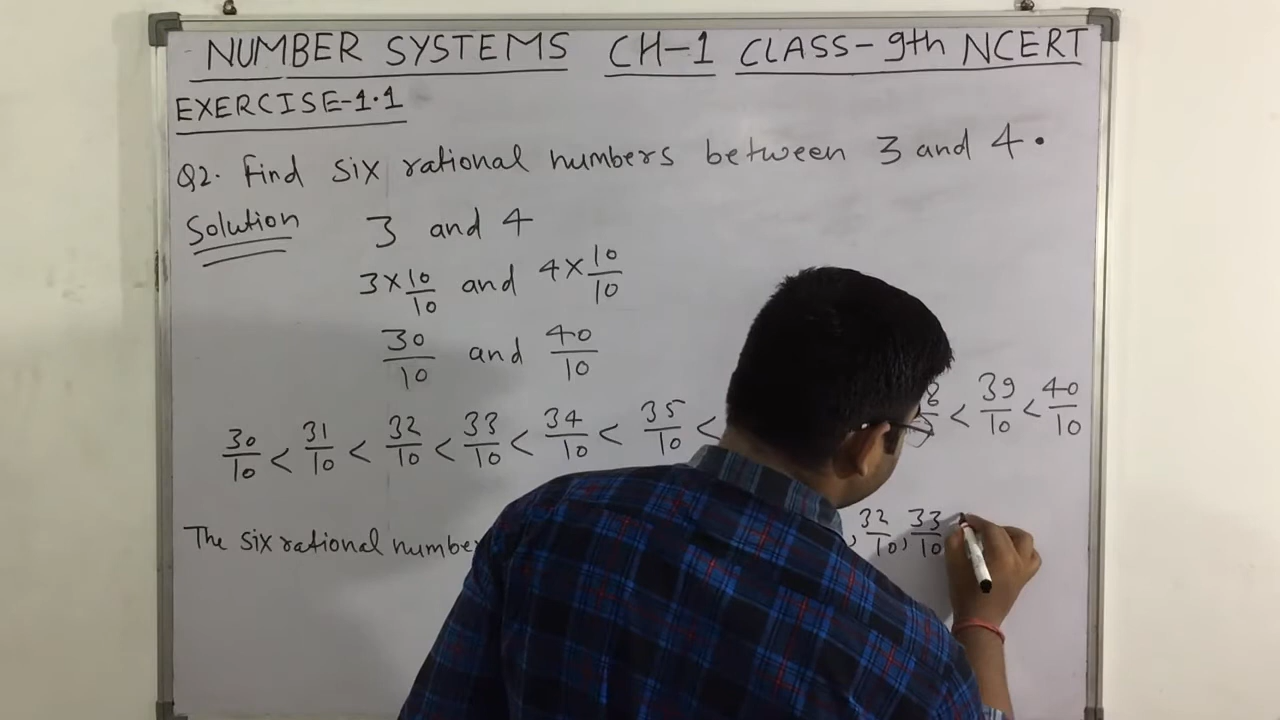 NUMBER SYSTEMS CH-1 CLASS-9th NCERT
EXERCISE-1.1
Q2. Find six rational numbers between 3 and 4.
Solution 3 and 4
3×10/10 and 4×10/10
30/10 and 40/10
30/10 < 31/10 < 32/10 < 33/10 < 34/10 < 35/10 < < 39/10 < 40/10
The six rational , 32/10, 33/10